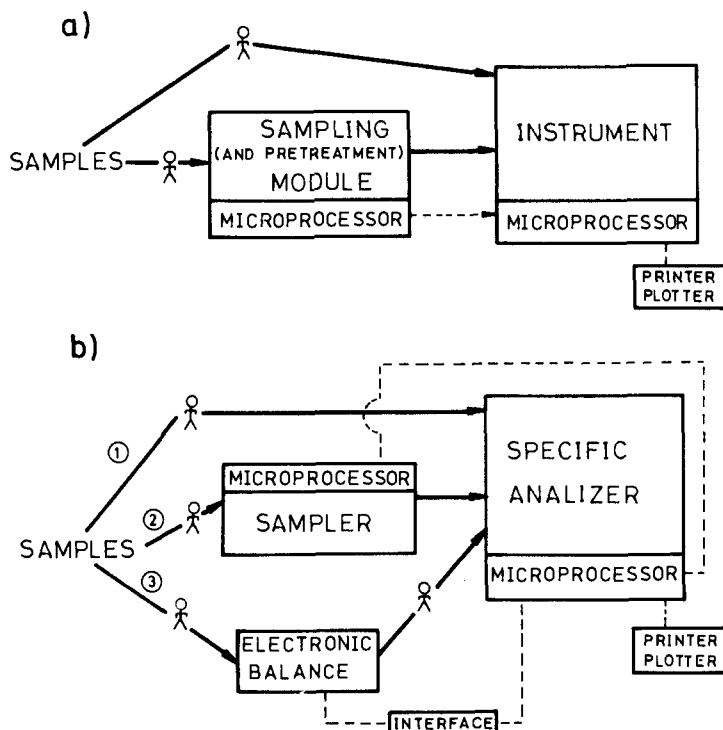 a)
SAMPLES
SAMPLING
(AND PRETREATMENT)
MODULE
MICROPROCESSOR
INSTRUMENT
MICROPROCESSOR
PRINTER
PLOTTER
b)
①
②
③
SAMPLES
MICROPROCESSOR
SAMPLER
ELECTRONIC
BALANCE
SPECIFIC
ANALIZER
MICROPROCESSOR
PRINTER
PLOTTER
INTERFACE